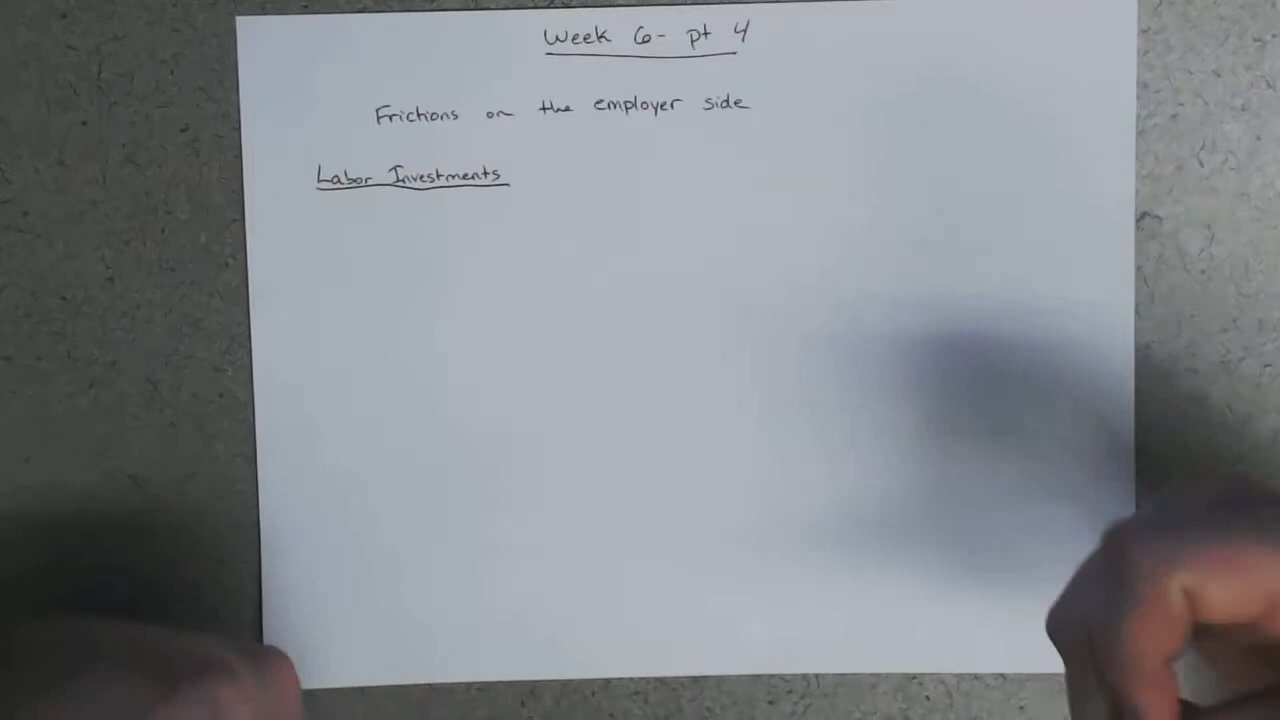 Week 6- pt 4
Frictions on the employer side
Labor Investments